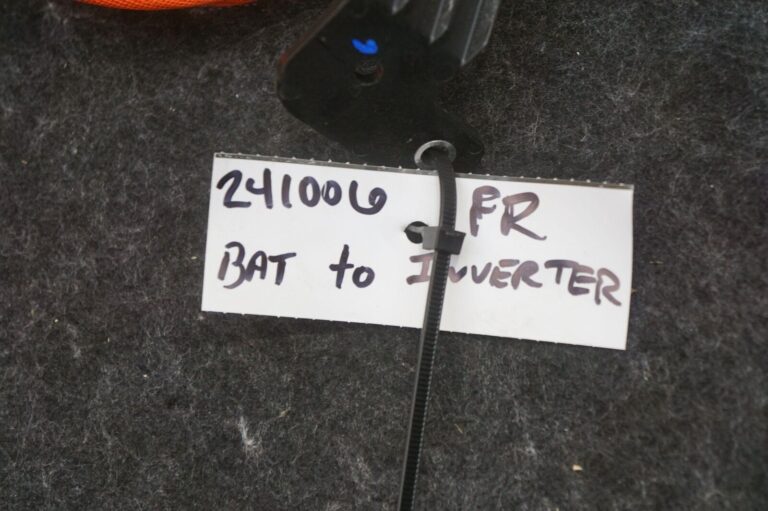 241006 FR
BAT to INVERTER